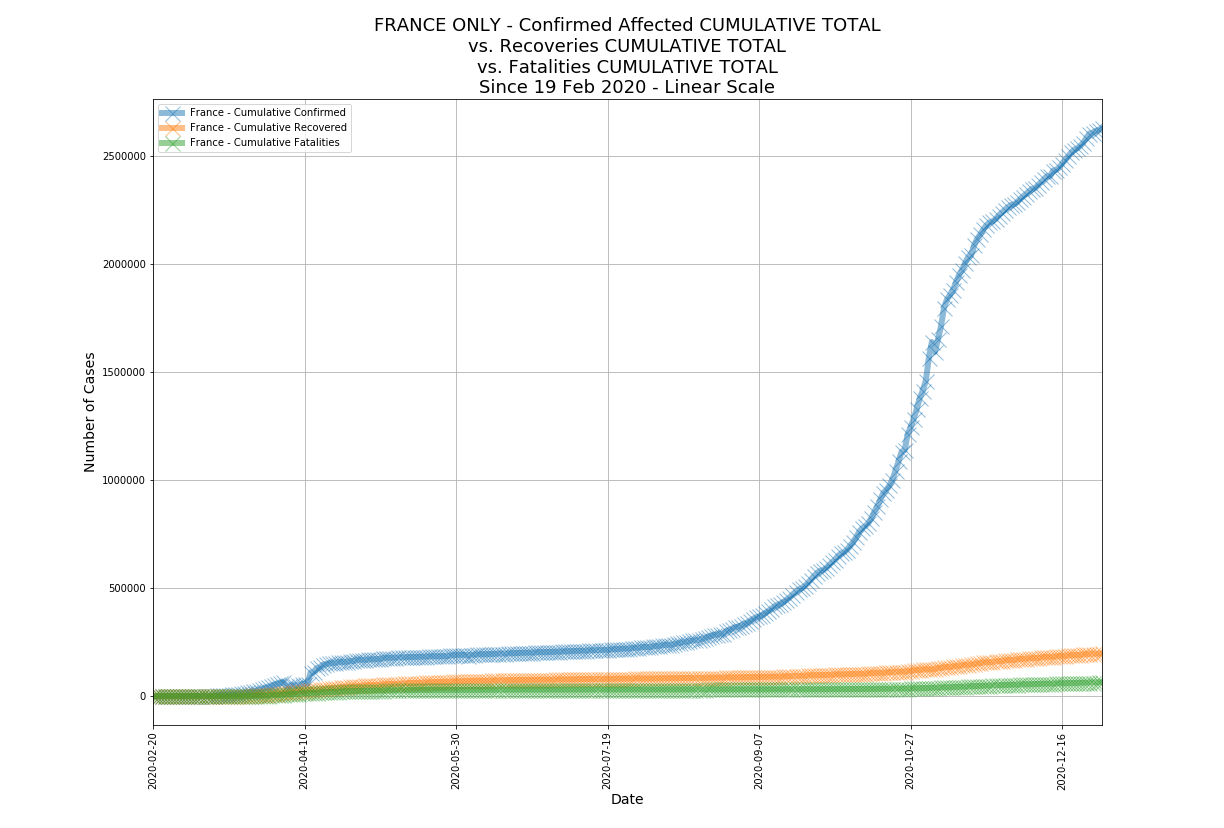 FRANCE ONLY - Confirmed Affected CUMULATIVE TOTAL
vs. Recoveries CUMULATIVE TOTAL
vs. Fatalities CUMULATIVE TOTAL
Since 19 Feb 2020 - Linear Scale
France - Cumulative Confirmed
France - Cumulative Recovered
France - Cumulative Fatalities
Number of Cases
2500000
2000000
1500000
1000000
500000
0
2020-02-20
2020-04-10
2020-05-30
2020-07-19
2020-09-07
2020-10-27
2020-12-16
Date